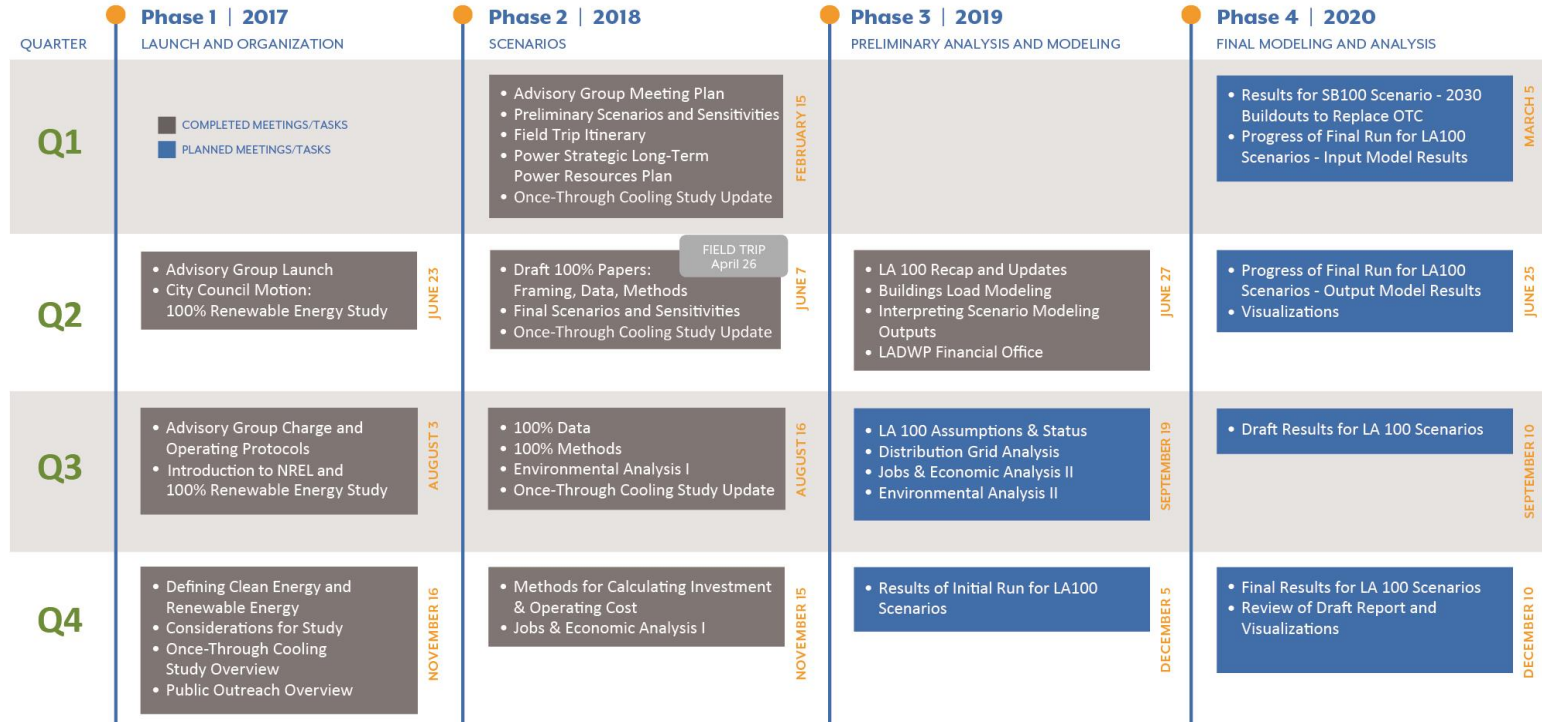 QUARTER
Phase 1 | 2017
LAUNCH AND ORGANIZATION
Phase 2 | 2018
SCENARIOS
Phase 3 | 2019
PRELIMINARY ANALYSIS AND MODELING
Phase 4 | 2020
FINAL MODELING AND ANALYSIS
Q1
COMPLETED MEETINGS/TASKS
PLANNED MEETINGS/TASKS
• Advisory Group Meeting Plan
• Preliminary Scenarios and Sensitivities
• Field Trip Itinerary
• Power Strategic Long-Term
Power Resources Plan
• Once-Through Cooling Study Update
FEBRUARY 15
• Results for SB100 Scenario - 2030
Buildouts to Replace OTC
• Progress of Final Run for LA100
Scenarios - Input Model Results
MARCH 5
Q2
• Advisory Group Launch
• City Council Motion:
100% Renewable Energy Study
JUNE 23
FIELD TRIP
April 26
• Draft 100% Papers:
Framing, Data, Methods
• Final Scenarios and Sensitivities
• Once-Through Cooling Study Update
JUNE 7
• LA 100 Recap and Updates
• Buildings Load Modeling
• Interpreting Scenario Modeling
Outputs
• LADWP Financial Office
JUNE 27
• Progress of Final Run for LA100
Scenarios - Output Model Results
• Visualizations
JUNE 25
Q3
• Advisory Group Charge and
Operating Protocols
• Introduction to NREL and
100% Renewable Energy Study
AUGUST 3
• 100% Data
• 100% Methods
• Environmental Analysis I
• Once-Through Cooling Study Update
AUGUST 16
• LA 100 Assumptions & Status
• Distribution Grid Analysis
• Jobs & Economic Analysis II
• Environmental Analysis II
SEPTEMBER 19
• Draft Results for LA 100 Scenarios
SEPTEMBER 10
Q4
• Defining Clean Energy and
Renewable Energy
• Considerations for Study
• Once-Through Cooling
Study Overview
• Public Outreach Overview
NOVEMBER 16
• Methods for Calculating Investment
& Operating Cost
• Jobs & Economic Analysis I
NOVEMBER 15
• Results of Initial Run for LA100
Scenarios
DECEMBER 5
• Final Results for LA 100 Scenarios
• Review of Draft Report and
Visualizations
DECEMBER 10